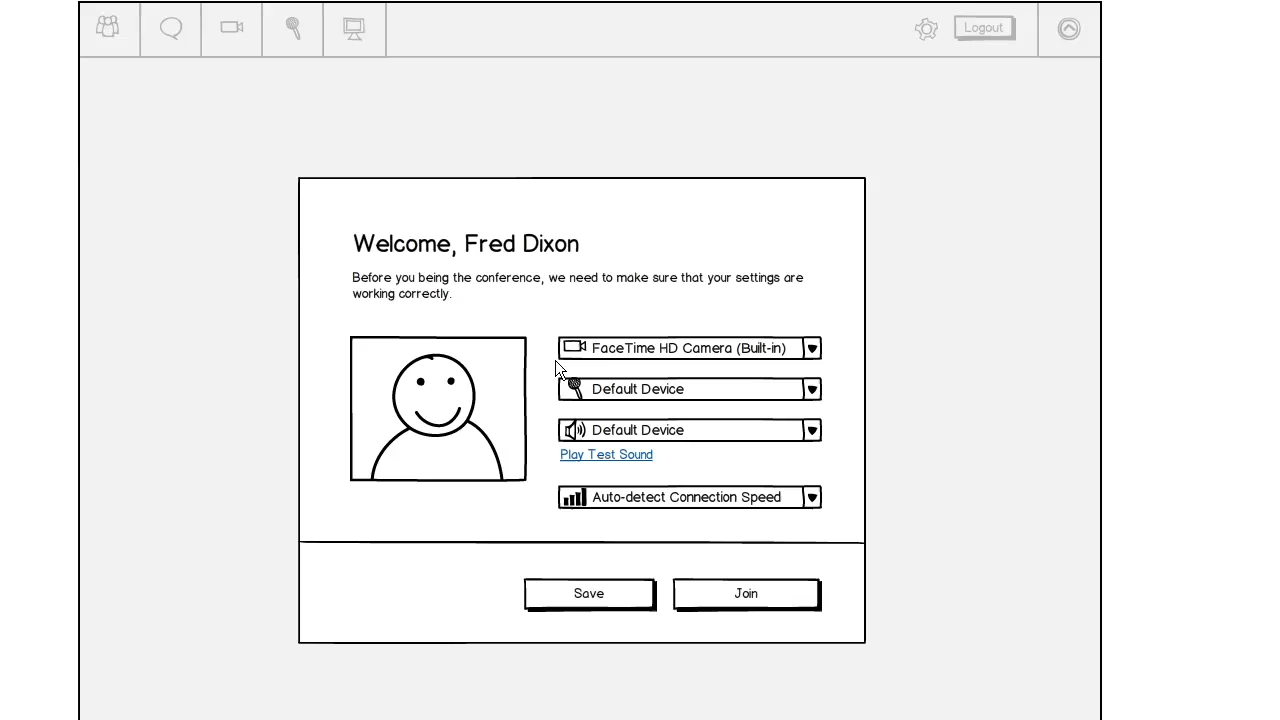 Logout
Welcome, Fred Dixon
Before you being the conference, we need to make sure that your settings are
working correctly.
FaceTime HD Camera (Built-in)
Default Device
Default Device
Play Test Sound
Auto-detect Connection Speed
Save
Join